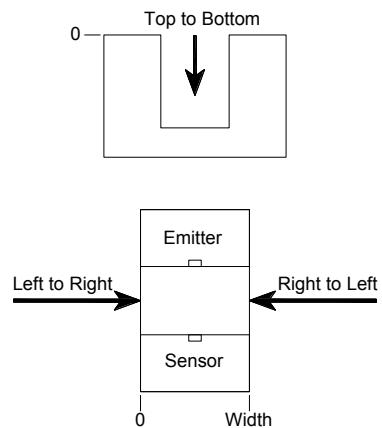 Top to Bottom
0
Emitter
Left to Right
Right to Left
Sensor
0
Width